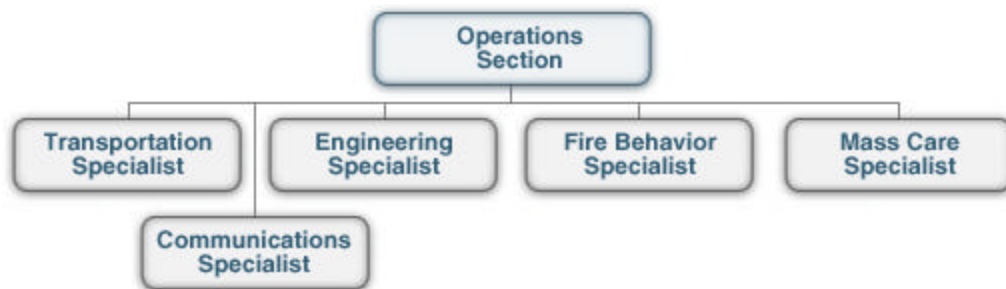 Operations
Section
Transportation
Specialist
Engineering
Specialist
Fire Behavior
Specialist
Mass Care
Specialist
Communications
Specialist